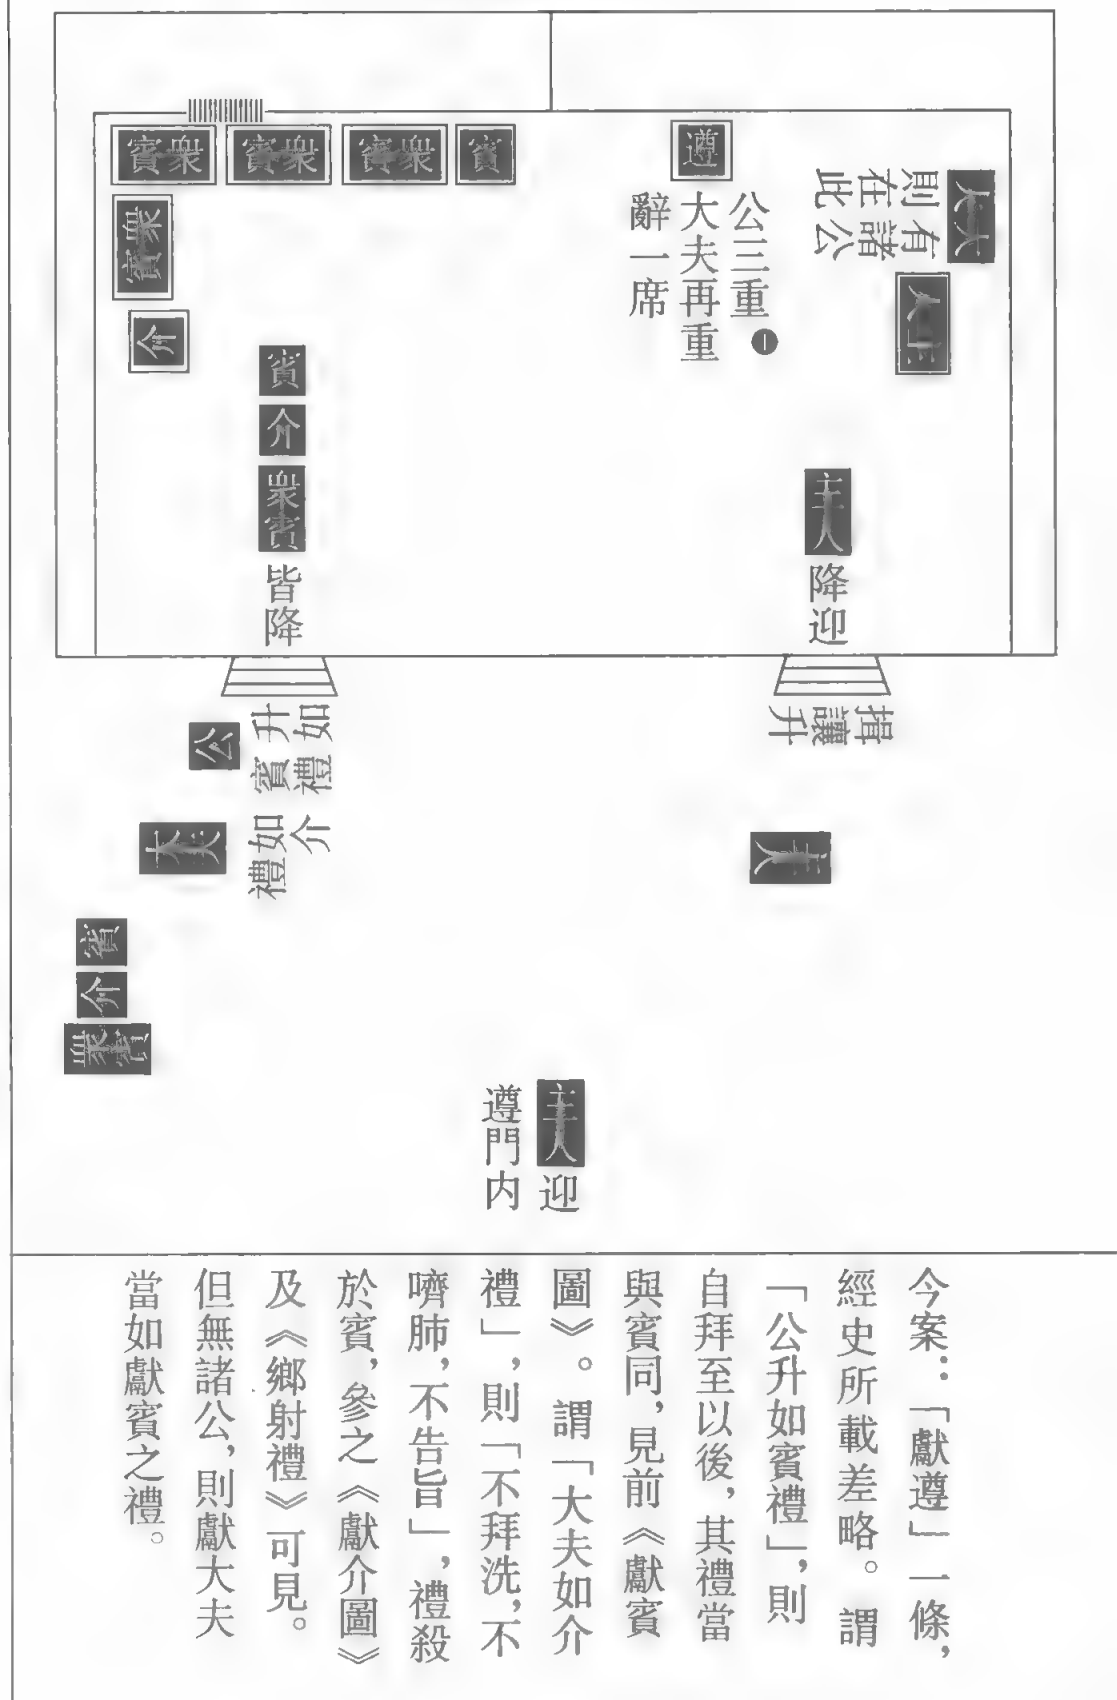 大夫
有諸公
則在此
主人
遵
公三重❶
大夫再重
辭一席
賓
衆賓
衆賓
衆賓
衆賓
介
主人降迎
賓介衆賓皆降
揖讓升
公
升如
賓禮
大夫
如介
禮
主人
賓
介
衆賓
主人迎
遵門内
今案：「獻遵」一條，
經史所載差略。謂
「公升如賓禮」，則
自拜至以後，其禮當
與賓同，見前《獻賓
圖》。謂「大夫如介
禮」，則「不拜洗，不
嚌肺，不告旨」，禮殺
於賓，參之《獻介圖》
及《鄉射禮》可見。
但無諸公，則獻大夫
當如獻賓之禮。